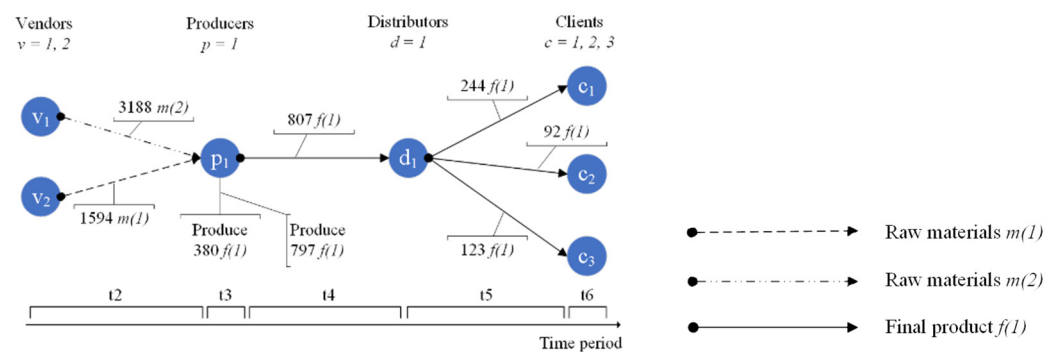 Vendors
v = 1, 2
Producers
p = 1
Distributors
d = 1
Clients
c = 1, 2, 3
v1
v2
p1
d1
c1
c2
c3
3188 m(2)
1594 m(1)
807 f(1)
244 f(1)
92 f(1)
123 f(1)
Produce
380 f(1)
Produce
797 f(1)
t2
t3
t4
t5
t6
Time period
Raw materials m(1)
Raw materials m(2)
Final product f(1)